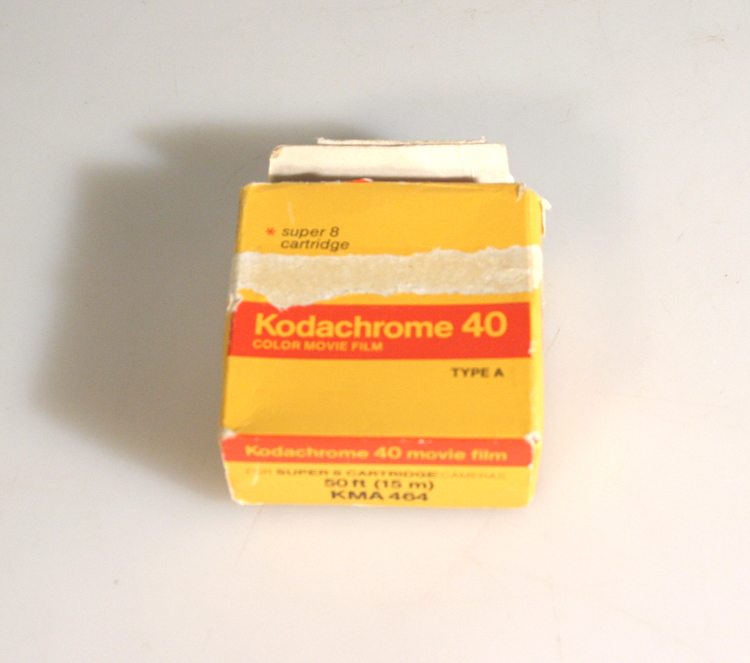 * super 8
cartridge
Kodachrome 40
COLOR MOVIE FILM
TYPE A
Kodachrome 40 movie film
FOR SUPER 8 CARTRIDGE CAMERAS
50 ft (15 m)
KMA 464